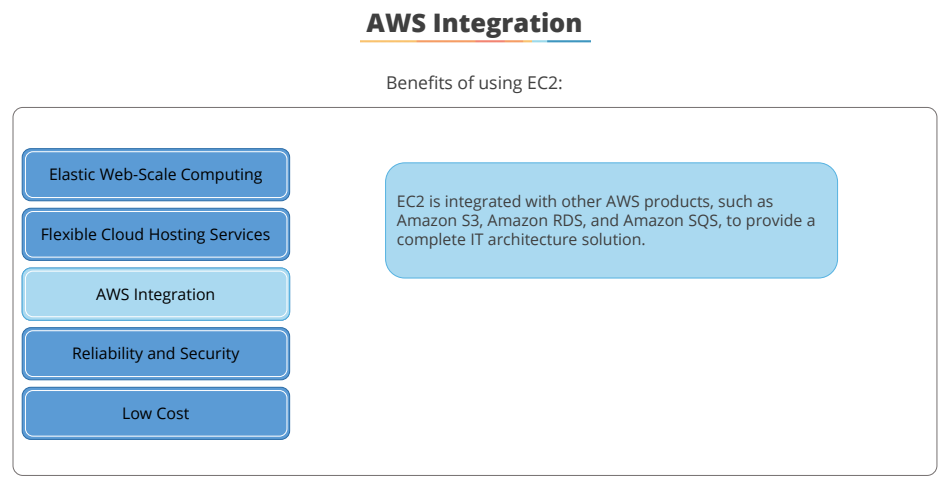 AWS Integration
Benefits of using EC2:
Elastic Web-Scale Computing
Flexible Cloud Hosting Services
AWS Integration
Reliability and Security
Low Cost
EC2 is integrated with other AWS products, such as
Amazon S3, Amazon RDS, and Amazon SQS, to provide a
complete IT architecture solution.